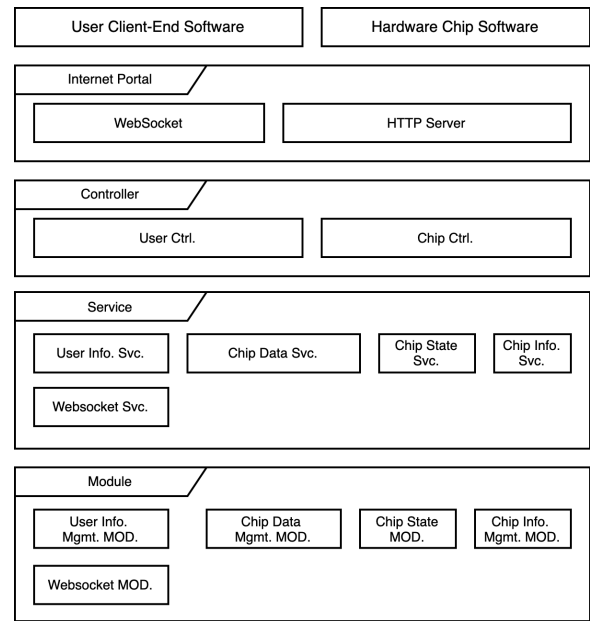 User Client-End Software
Hardware Chip Software
Internet Portal
WebSocket
HTTP Server
Controller
User Ctrl.
Chip Ctrl.
Service
User Info. Svc.
Chip Data Svc.
Chip State
Svc.
Chip Info.
Svc.
Websocket Svc.
Module
User Info.
Mgmt. MOD.
Chip Data
Mgmt. MOD.
Chip State
MOD.
Chip Info.
Mgmt. MOD.
Websocket MOD.